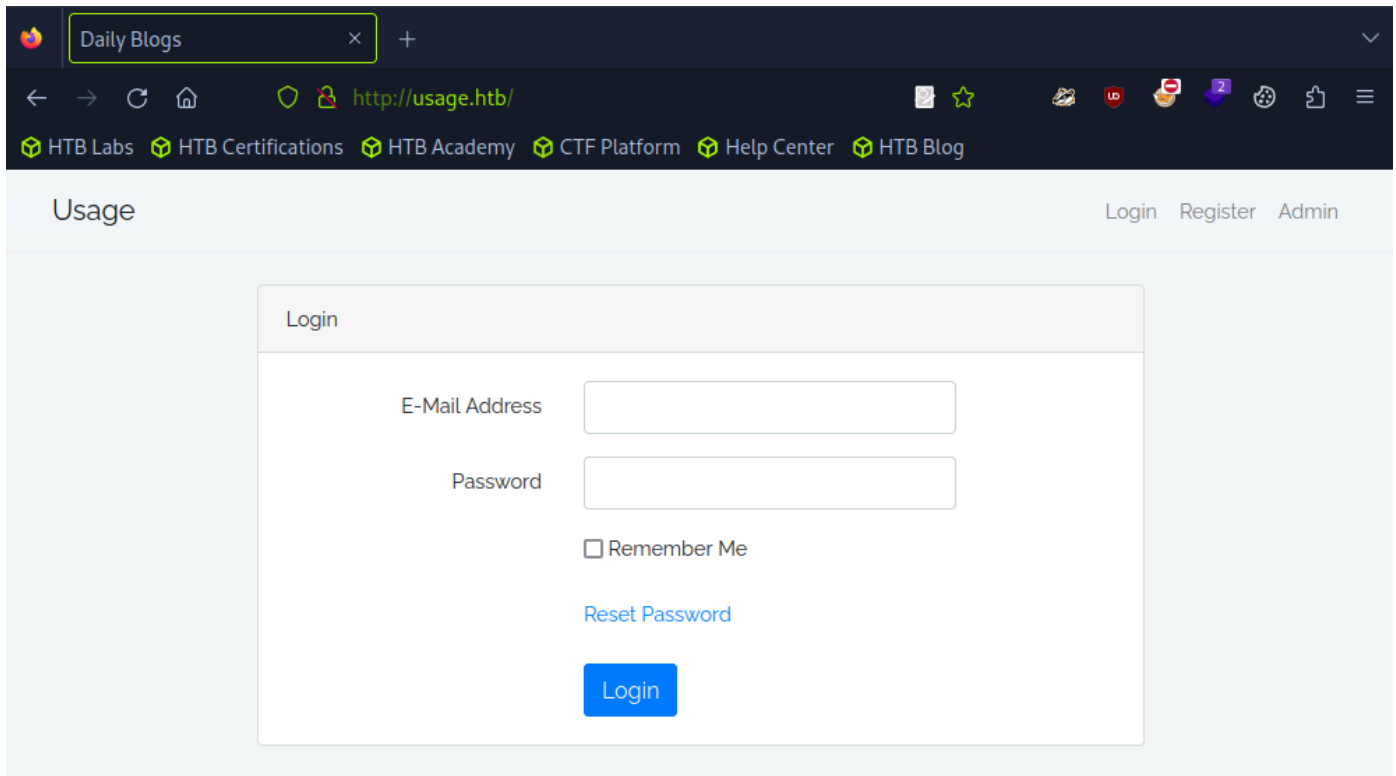 Daily Blogs
http://usage.htb/
2
HTB Labs HTB Certifications HTB Academy CTF Platform Help Center HTB Blog
Usage Login Register Admin
Login
E-Mail Address
Password
Remember Me
Reset Password
Login